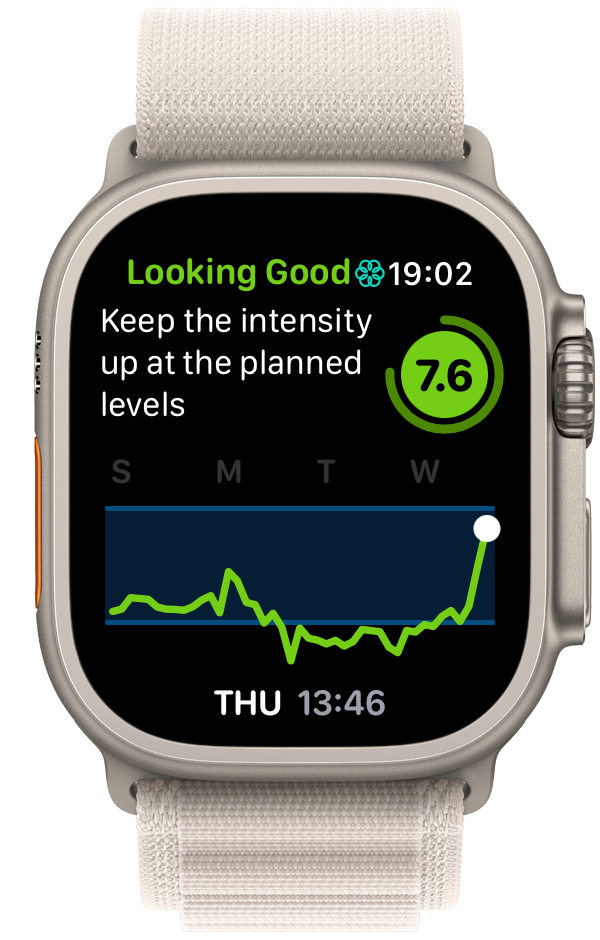 Looking Good 19:02
Keep the intensity
up at the planned
levels
7.6
S M T W
THU 13:46